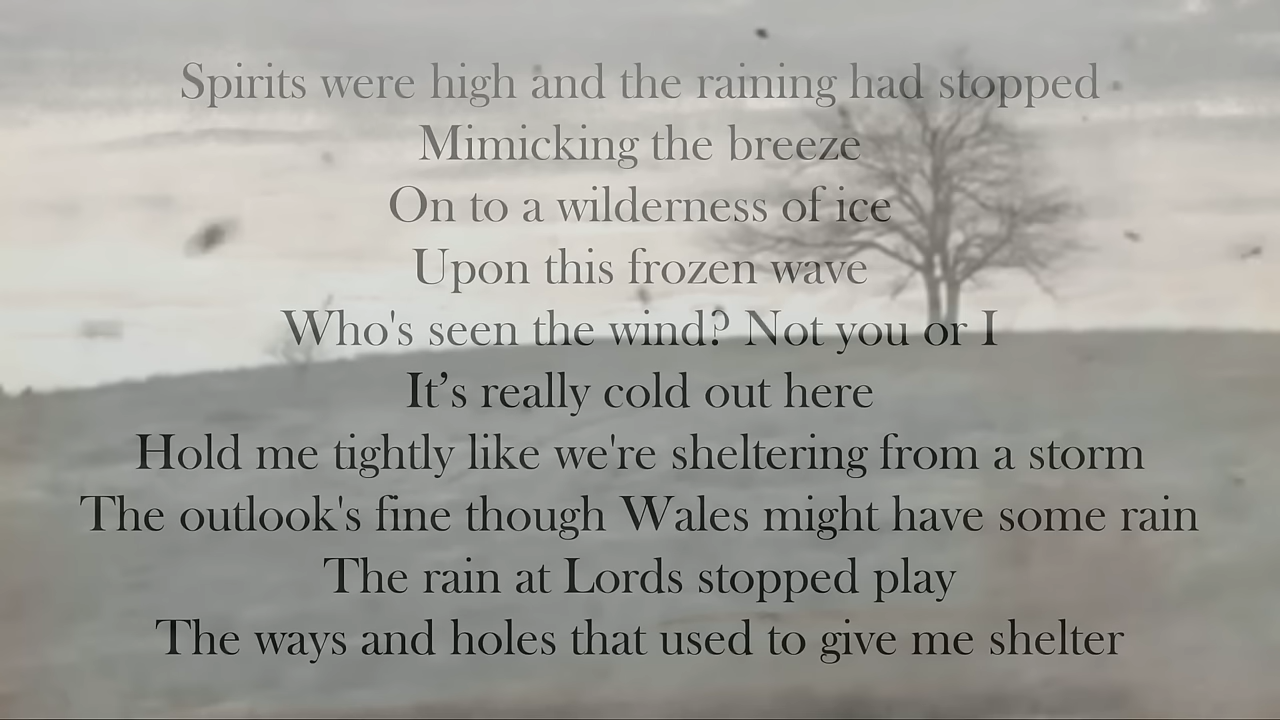 Spirits were high and the raining had stopped
Mimicking the breeze
On to a wilderness of ice
Upon this frozen wave
Who's seen the wind? Not you or I
It’s really cold out here
Hold me tightly like we're sheltering from a storm
The outlook's fine though Wales might have some rain
The rain at Lords stopped play
The ways and holes that used to give me shelter